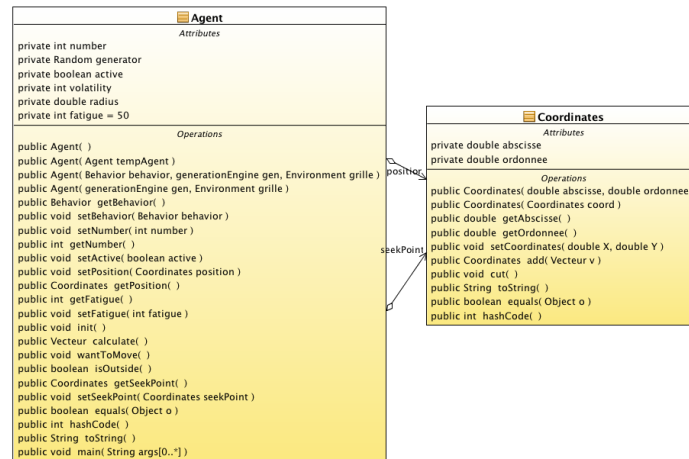 Agent
Attributes
private int number
private Random generator
private boolean active
private int volatility
private double radius
private int fatigue = 50
Operations
public Agent( )
public Agent( Agent tempAgent )
public Agent( Behavior behavior, generationEngine gen, Environment grille )
public Agent( generationEngine gen, Environment grille )
public Behavior getBehavior( )
public void setBehavior( Behavior behavior )
public void setNumber( int number )
public int getNumber( )
public void setActive( boolean active )
public void setPosition( Coordinates position )
public Coordinates getPosition( )
public int getFatigue( )
public void setFatigue( int fatigue )
public void init( )
public Vecteur calculate( )
public void wantToMove( )
public boolean isOutside( )
public Coordinates getSeekPoint( )
public void setSeekPoint( Coordinates seekPoint )
public boolean equals( Object o )
public int hashCode( )
public String toString( )
public void main( String args[0..*] )
position
seekPoint
Coordinates
Attributes
private double abscisse
private double ordonnee
Operations
public Coordinates( double abscisse, double ordonnee
public Coordinates( Coordinates coord )
public double getAbscisse( )
public double getOrdonnee( )
public void setCoordinates( double X, double Y )
public Coordinates add( Vecteur v )
public void cut( )
public String toString( )
public boolean equals( Object o )
public int hashCode( )